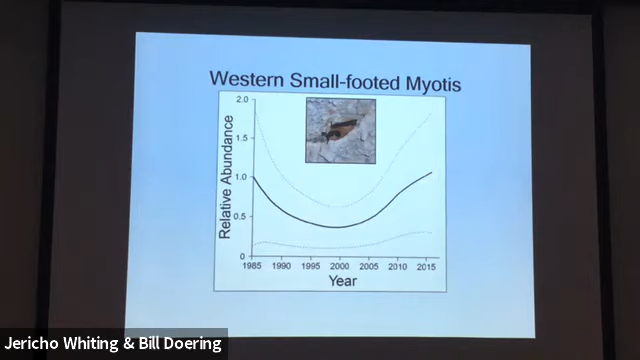 Western Small-footed Myotis
Relative Abundance
2.0
1.5
1.0
0.5
0
1985 1990 1995 2000 2005 2010 2015
Year
Jericho Whiting & Bill Doering